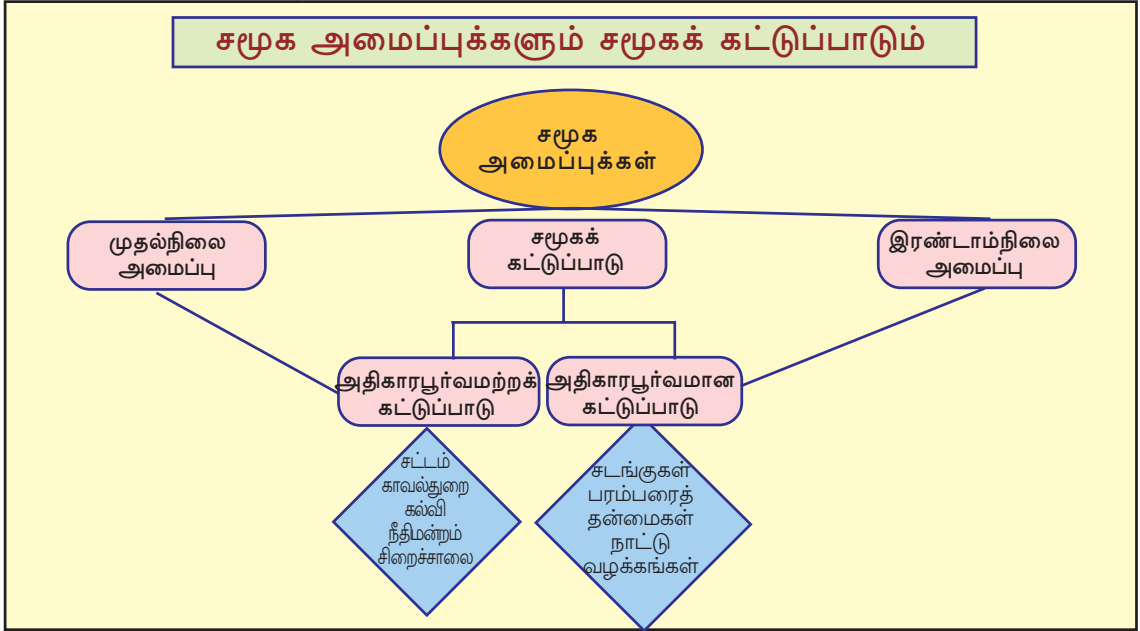 சமூக அமைப்புக்களும் சமூகக் கட்டுப்பாடும்
சமூக
அமைப்புக்கள்
முதல்நிலை
அமைப்பு
சமூகக்
கட்டுப்பாடு
இரண்டாம்நிலை
அமைப்பு
அதிகாரபூர்வமற்றக்
கட்டுப்பாடு
அதிகாரபூர்வமான
கட்டுப்பாடு
சட்டம்
காவல்துறை
கல்வி
நீதிமன்றம்
சிறைச்சாலை
சடங்குகள்
பரம்பரைத்
தன்மைகள்
நாட்டு
வழக்கங்கள்